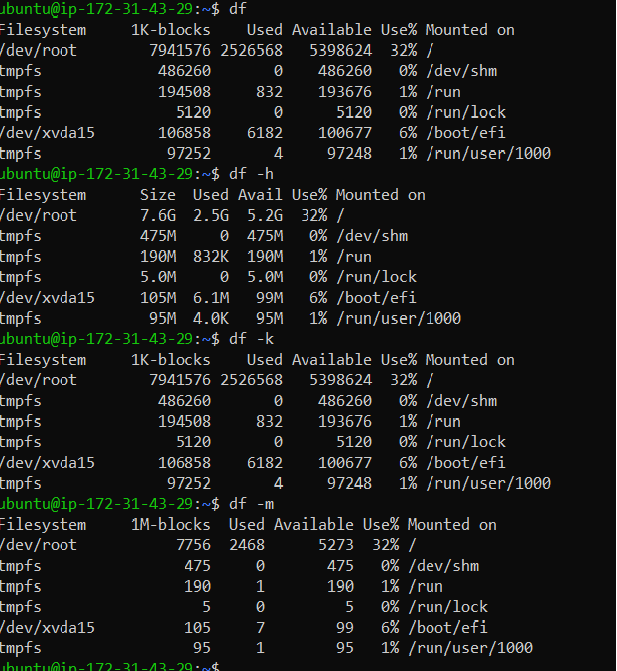 ubuntu@ip-172-31-43-29:~$ df
Filesystem 1K-blocks Used Available Use% Mounted on
/dev/root 7941576 2526568 5398624 32% /
tmpfs 486260 0 486260 0% /dev/shm
tmpfs 194508 832 193676 1% /run
tmpfs 5120 0 5120 0% /run/lock
/dev/xvda15 106858 6182 100677 6% /boot/efi
tmpfs 97252 4 97248 1% /run/user/1000
ubuntu@ip-172-31-43-29:~$ df -h
Filesystem Size Used Avail Use% Mounted on
/dev/root 7.6G 2.5G 5.2G 32% /
tmpfs 475M 0 475M 0% /dev/shm
tmpfs 190M 832K 190M 1% /run
tmpfs 5.0M 0 5.0M 0% /run/lock
/dev/xvda15 105M 6.1M 99M 6% /boot/efi
tmpfs 95M 4.0K 95M 1% /run/user/1000
ubuntu@ip-172-31-43-29:~$ df -k
Filesystem 1K-blocks Used Available Use% Mounted on
/dev/root 7941576 2526568 5398624 32% /
tmpfs 486260 0 486260 0% /dev/shm
tmpfs 194508 832 193676 1% /run
tmpfs 5120 0 5120 0% /run/lock
/dev/xvda15 106858 6182 100677 6% /boot/efi
tmpfs 97252 4 97248 1% /run/user/1000
ubuntu@ip-172-31-43-29:~$ df -m
Filesystem 1M-blocks Used Available Use% Mounted on
/dev/root 7756 2468 5273 32% /
tmpfs 475 0 475 0% /dev/shm
tmpfs 190 1 190 1% /run
tmpfs 5 0 5 0% /run/lock
/dev/xvda15 105 7 99 6% /boot/efi
tmpfs 95 1 95 1% /run/user/1000
ubuntu@ip-172-31-43-29:~$